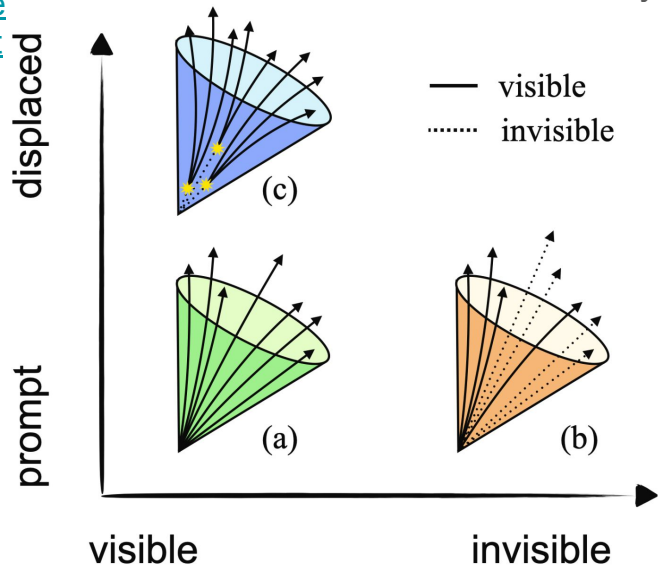 e
displaced
visible
invisible
(c)
prompt
(a)
(b)
visible
invisible